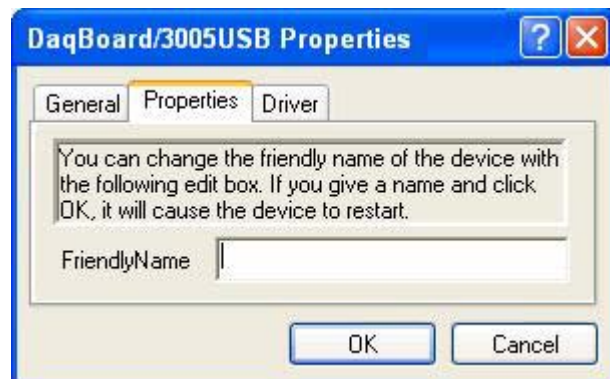 DaqBoard/3005USB Properties
General Properties Driver
You can change the friendly name of the device with
the following edit box. If you give a name and click
OK, it will cause the device to restart.
FriendlyName
OK Cancel